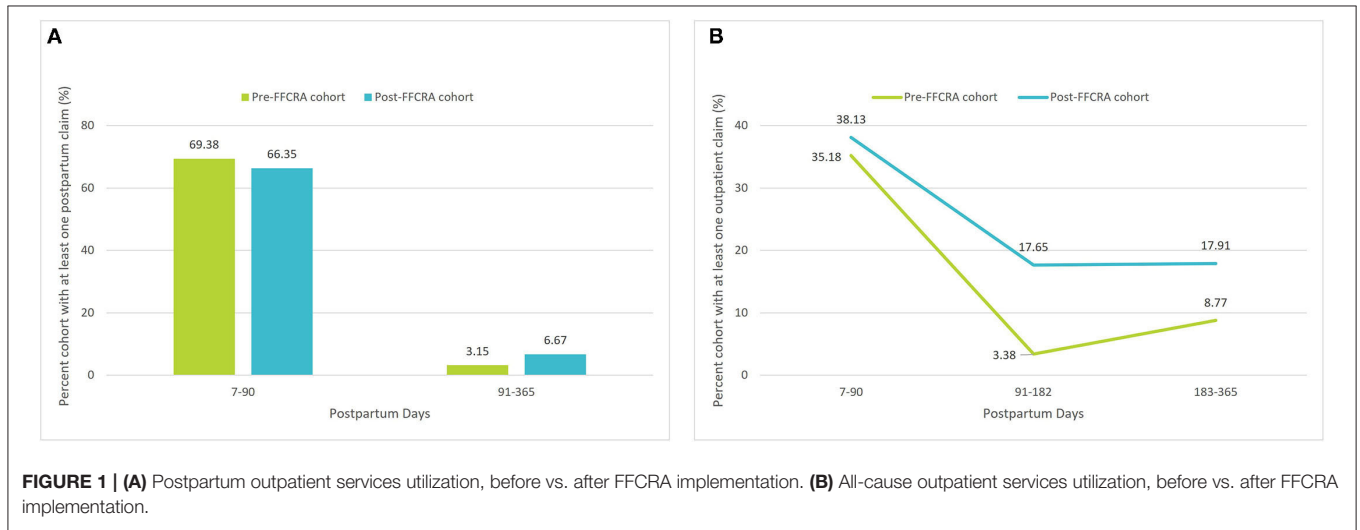 A
Pre-FFCRA cohort Post-FFCRA cohort
Percent cohort with at least one postpartum claim (%)
80
60
40
20
0
69.38
66.35
3.15
6.67
7-90 91-365
Postpartum Days
B
Pre-FFCRA cohort Post-FFCRA cohort
Percent cohort with at least one outpatient claim (%)
40
30
20
10
0
38.13
35.18
17.65
17.91
3.38
8.77
7-90 91-182 183-365
Postpartum Days
FIGURE 1 | (A) Postpartum outpatient services utilization, before vs. after FFCRA implementation. (B) All-cause outpatient services utilization, before vs. after FFCRA
implementation.